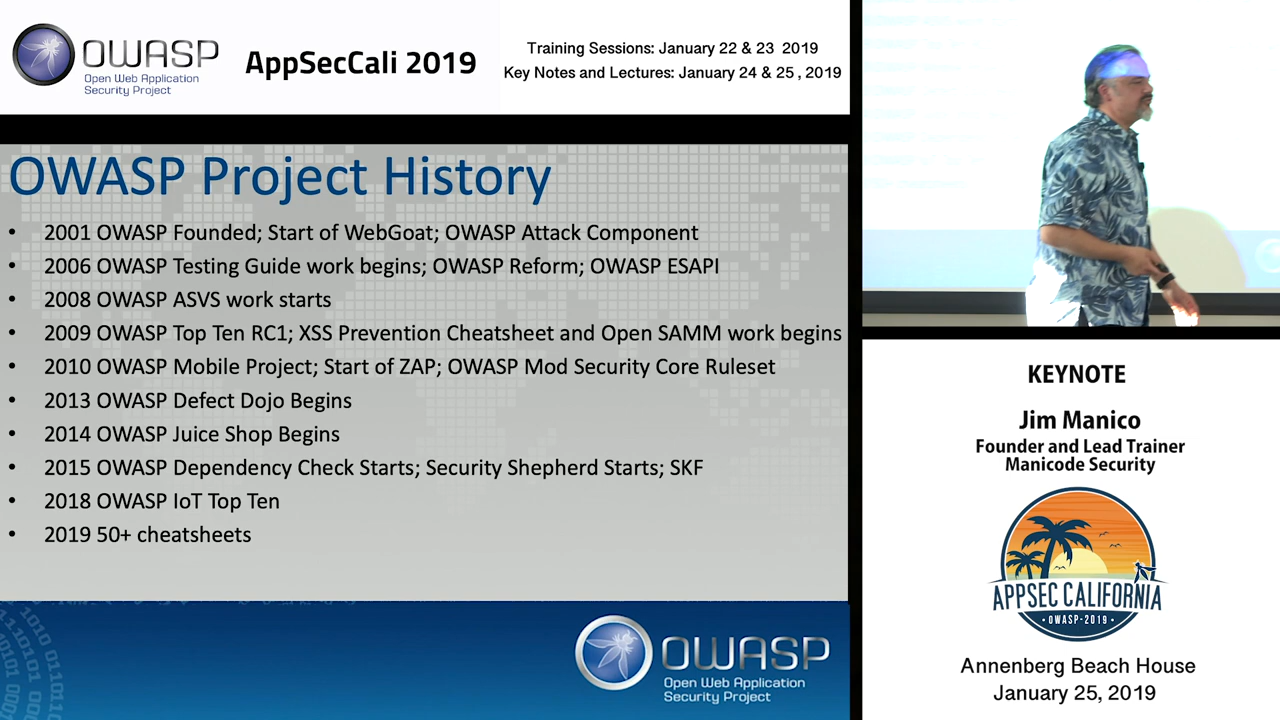 OWASP
Open Web Application
Security Project
AppSecCali 2019
Training Sessions: January 22 & 23 2019
Key Notes and Lectures: January 24 & 25 , 2019
OWASP Project History
• 2001 OWASP Founded; Start of WebGoat; OWASP Attack Component
• 2006 OWASP Testing Guide work begins; OWASP Reform; OWASP ESAPI
• 2008 OWASP ASVS work starts
• 2009 OWASP Top Ten RC1; XSS Prevention Cheatsheet and Open SAMM work begins
• 2010 OWASP Mobile Project; Start of ZAP; OWASP Mod Security Core Ruleset
• 2013 OWASP Defect Dojo Begins
• 2014 OWASP Juice Shop Begins
• 2015 OWASP Dependency Check Starts; Security Shepherd Starts; SKF
• 2018 OWASP IoT Top Ten
• 2019 50+ cheatsheets
OWASP
Open Web Application
Security Project
KEYNOTE
Jim Manico
Founder and Lead Trainer
Manicode Security
APPSEC CALIFORNIA
• OWASP-2019 •
Annenberg Beach House
January 25, 2019